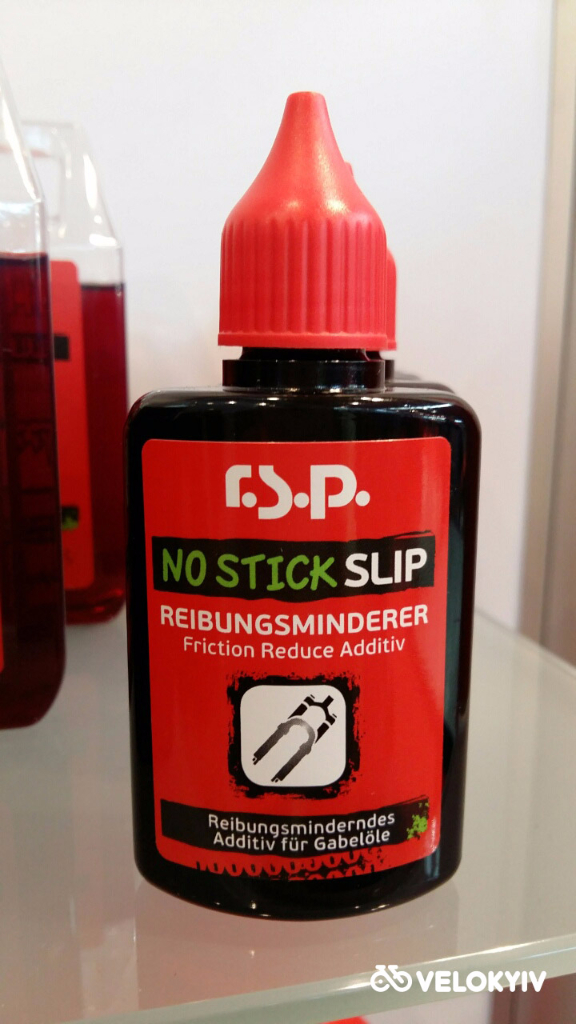 r.s.p.
NO STICK SLIP
REIBUNGSMINDERER
Friction Reduce Additiv
Reibungsminderndes
Additiv für Gabelöle
VELOKYIV